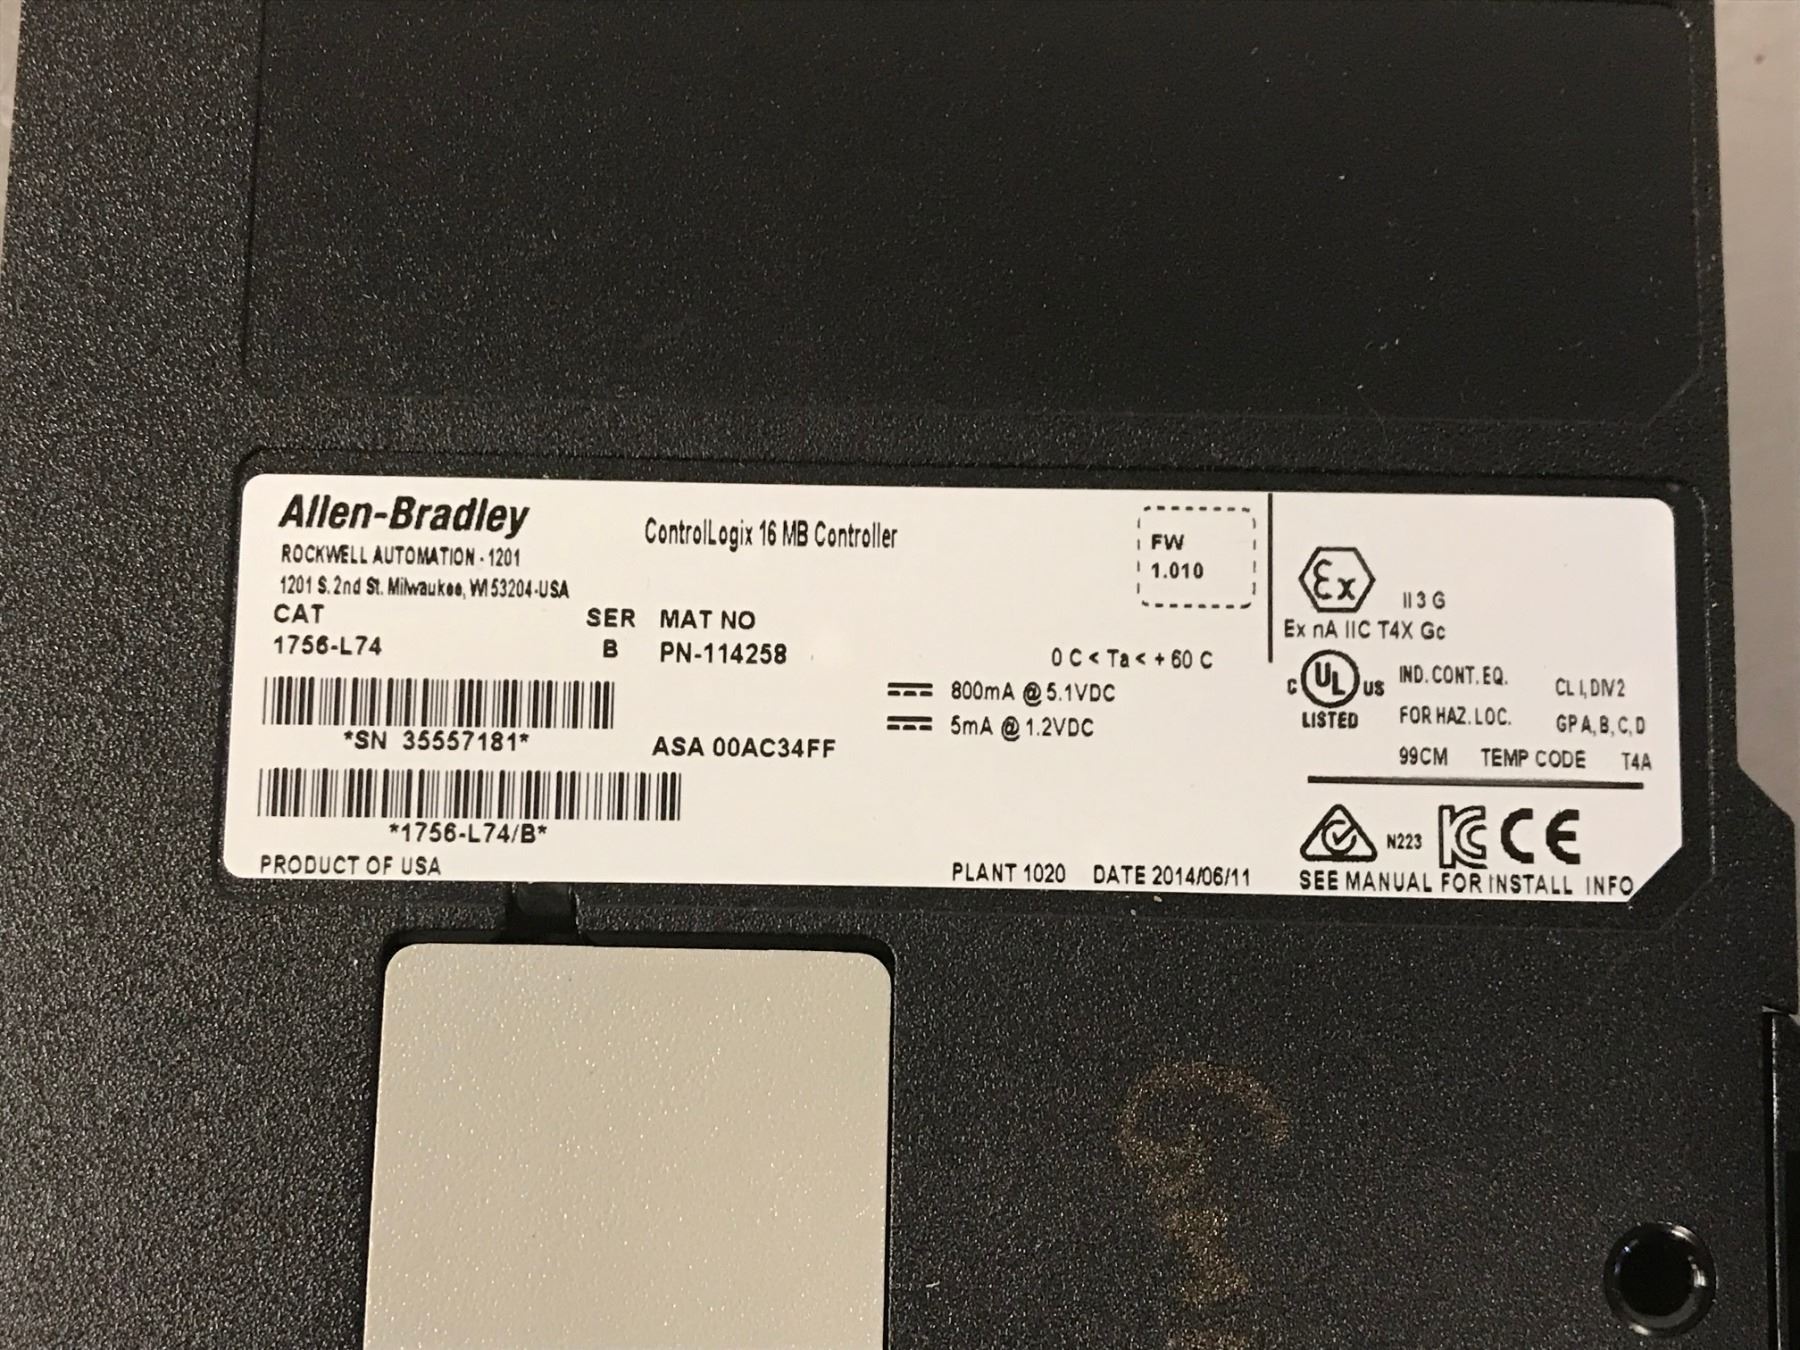 Allen-Bradley
ROCKWELL AUTOMATION - 1201
1201 S. 2nd St. Milwaukee, WI 53204-USA
ControlLogix 16 MB Controller
FW
1.010
CAT SER MAT NO
1756-L74 B PN-114258
0 C < Ta < + 60 C
800mA @ 5.1VDC
5mA @ 1.2VDC
*SN 35557181*
ASA 00AC34FF
*1756-L74/B*
PRODUCT OF USA
PLANT 1020 DATE 2014/06/11
Ex II 3 G
Ex nA IIC T4X Gc
C UL US LISTED
IND. CONT. EQ. CL I, DIV 2
FOR HAZ. LOC. GP A, B, C, D
99CM TEMP CODE T4A
N223 KC CE
SEE MANUAL FOR INSTALL INFO